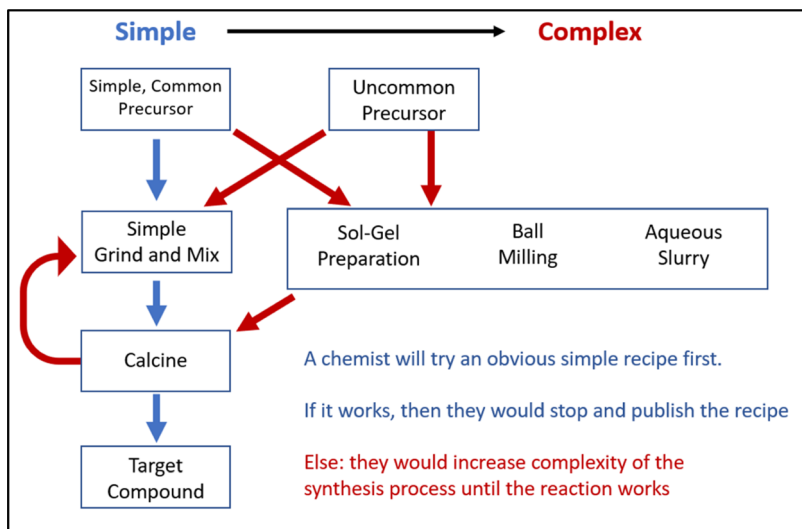 Simple
Complex
Simple, Common
Precursor
Uncommon
Precursor
Simple
Grind and Mix
Sol-Gel
Preparation
Ball
Milling
Aqueous
Slurry
Calcine
A chemist will try an obvious simple recipe first.
If it works, then they would stop and publish the recipe
Target
Compound
Else: they would increase complexity of the
synthesis process until the reaction works